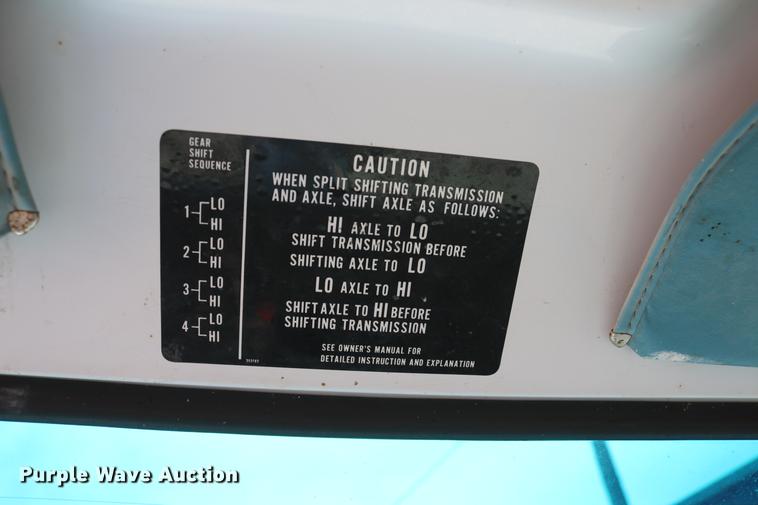 GEAR
SHIFT
SEQUENCE
1 LO
HI
2 LO
HI
3 LO
HI
4 LO
HI
CAUTION
WHEN SPLIT SHIFTING TRANSMISSION
AND AXLE, SHIFT AXLE AS FOLLOWS:
HI AXLE TO LO
SHIFT TRANSMISSION BEFORE
SHIFTING AXLE TO LO
LO AXLE TO HI
SHIFT AXLE TO HI BEFORE
SHIFTING TRANSMISSION
SEE OWNER'S MANUAL FOR
DETAILED INSTRUCTION AND EXPLANATION
Purple Wave Auction